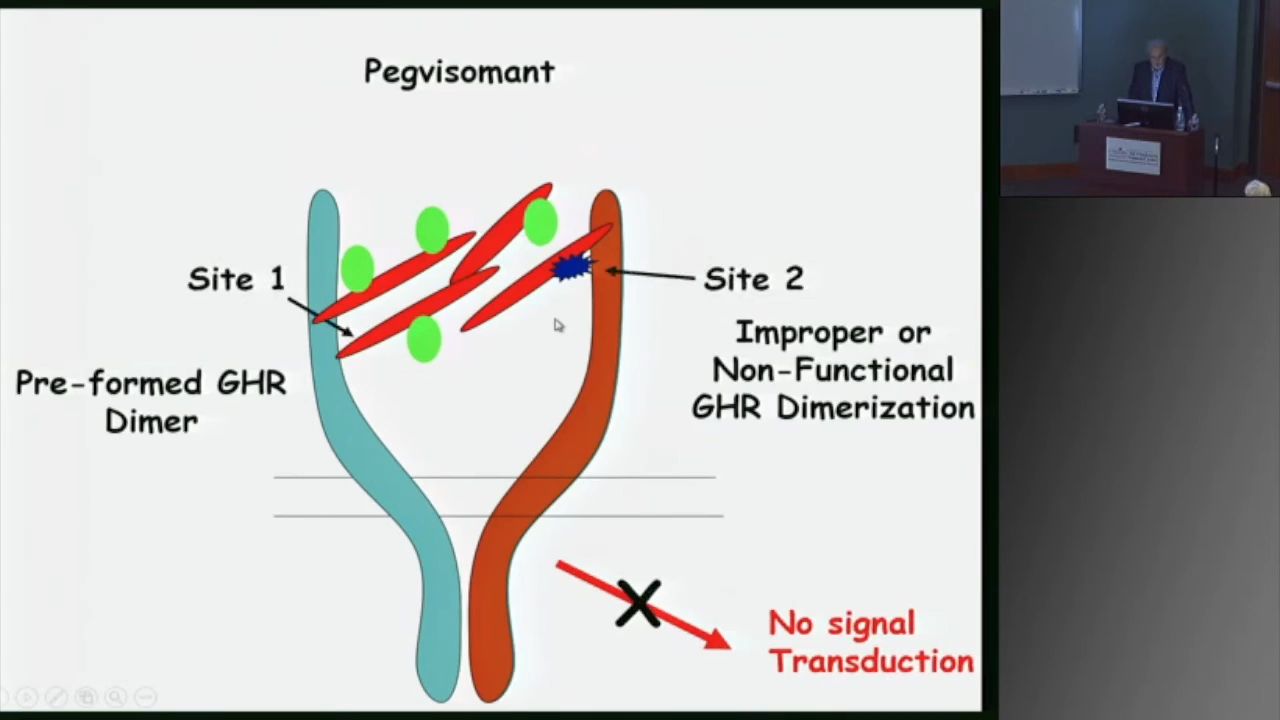 Pegvisomant
Site 1
Site 2
Pre-formed GHR
Dimer
Improper or
Non-Functional
GHR Dimerization
No signal
Transduction